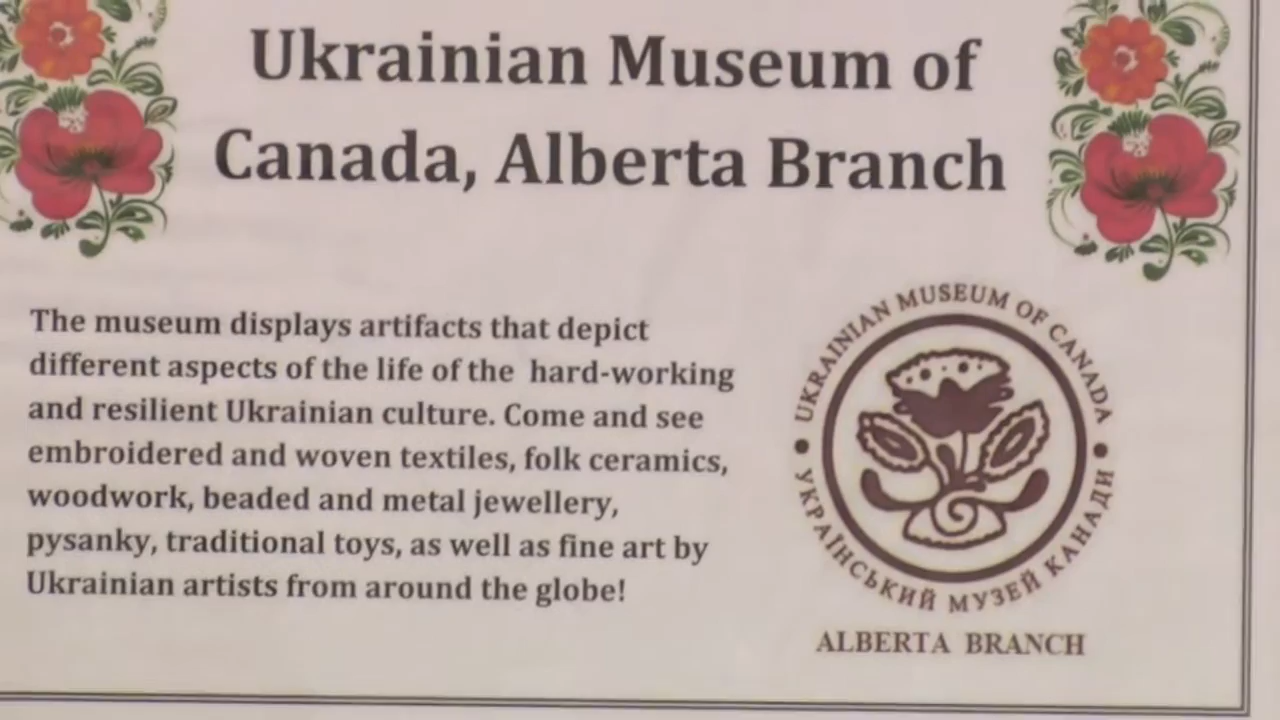 Ukrainian Museum of
Canada, Alberta Branch
The museum displays artifacts that depict
different aspects of the life of the hard-working
and resilient Ukrainian culture. Come and see
embroidered and woven textiles, folk ceramics,
woodwork, beaded and metal jewellery,
pysanky, traditional toys, as well as fine art by
Ukrainian artists from around the globe!
UKRAINIAN MUSEUM OF CANADA
УКРАЇНСЬКИЙ МУЗЕЙ КАНАДИ
ALBERTA BRANCH